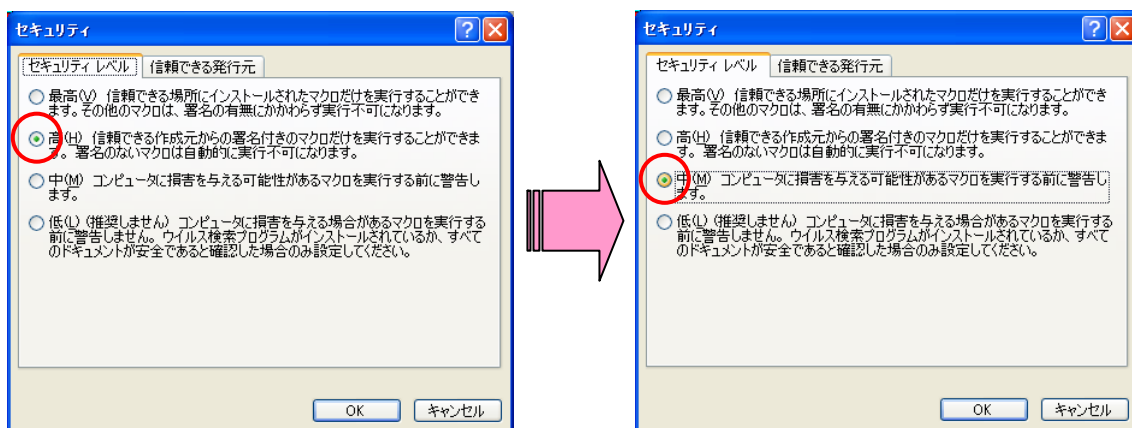 セキュリティ
セキュリティ レベル 信頼できる発行元
最高(V) 信頼できる場所にインストールされたマクロだけを実行することができ
ます。その他のマクロは、署名の有無にかかわらず実行不可になります。
高(H) 信頼できる作成元からの署名付きのマクロだけを実行することができま
す。署名のないマクロは自動的に実行不可になります。
中(M) コンピュータに損害を与える可能性があるマクロを実行する前に警告し
ます。
低(L) (推奨しません) コンピュータに損害を与える場合があるマクロを実行する
前に警告しません。ウイルス検索プログラムがインストールされているか、すべて
のドキュメントが安全であると確認した場合のみ設定してください。
OK キャンセル
セキュリティ
セキュリティ レベル 信頼できる発行元
最高(V) 信頼できる場所にインストールされたマクロだけを実行することができ
ます。その他のマクロは、署名の有無にかかわらず実行不可になります。
高(H) 信頼できる作成元からの署名付きのマクロだけを実行することができま
す。署名のないマクロは自動的に実行不可になります。
中(M) コンピュータに損害を与える可能性があるマクロを実行する前に警告し
ます。
低(L) (推奨しません) コンピュータに損害を与える場合があるマクロを実行する
前に警告しません。ウイルス検索プログラムがインストールされているか、すべて
のドキュメントが安全であると確認した場合のみ設定してください。
OK キャンセル